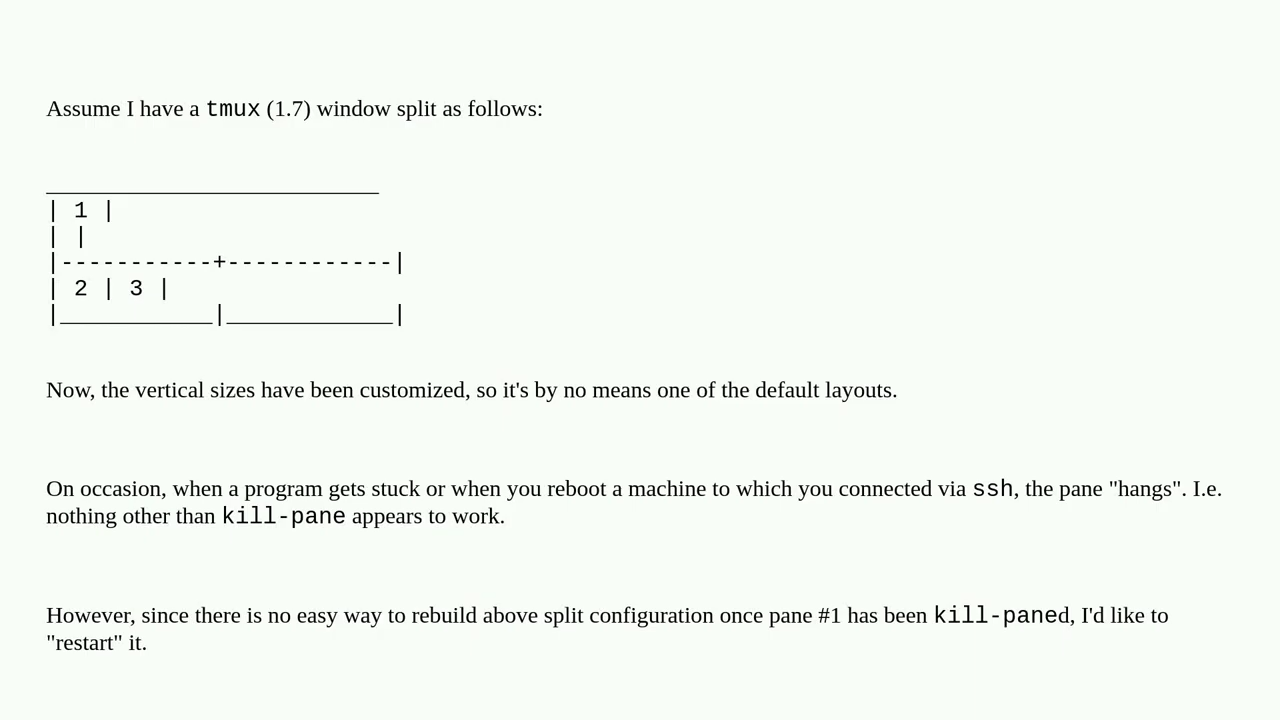 Assume I have a tmux (1.7) window split as follows:
________________________
| 1 |
| |
|-----------+------------|
| 2 | 3 |
|___________|____________|
Now, the vertical sizes have been customized, so it's by no means one of the default layouts.
On occasion, when a program gets stuck or when you reboot a machine to which you connected via ssh, the pane "hangs". I.e.
nothing other than kill-pane appears to work.
However, since there is no easy way to rebuild above split configuration once pane #1 has been kill-paned, I'd like to
"restart" it.